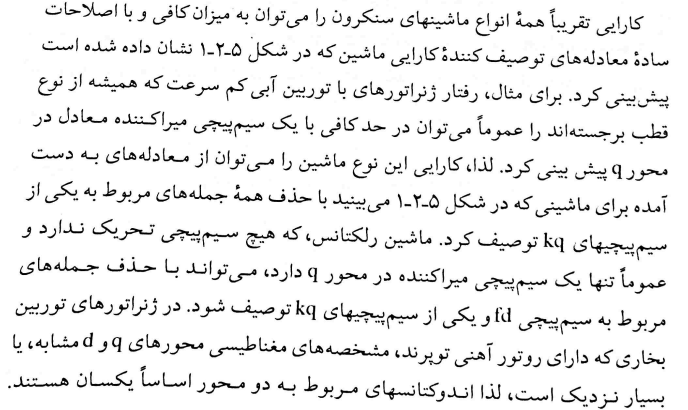 کارایی تقریباً همهٔ انواع ماشینهای سنکرون را می‌توان به میزان کافی و با اصلاحات
سادهٔ معادله‌های توصیف کنندهٔ کارایی ماشین که در شکل ۵-۲-۱ نشان داده شده است
پیش‌بینی کرد. برای مثال، رفتار ژنراتورهای با توربین آبی کم سرعت که همیشه از نوع
قطب برجسته‌اند را عموماً می‌توان در حد کافی با یک سیم‌پیچی میراکننده معادل در
محور q پیش بینی کرد. لذا، کارایی این نوع ماشین را می‌توان از معادله‌های به دست
آمده برای ماشینی که در شکل ۵-۲-۱ می‌بینید با حذف همهٔ جمله‌های مربوط به یکی از
سیم‌پیچیهای kq توصیف کرد. ماشین رلکتانس، که هیچ سیم‌پیچی تحریک ندارد و
عموماً تنها یک سیم‌پیچی میراکننده در محور q دارد، می‌تواند با حذف جمله‌های
مربوط به سیم‌پیچی fd و یکی از سیم‌پیچیهای kq توصیف شود. در ژنراتورهای توربین
بخاری که دارای روتور آهنی توپرند، مشخصه‌های مغناطیسی محورهای q و d مشابه، یا
بسیار نزدیک است، لذا اندوکتانسهای مربوط به دو محور اساساً یکسان هستند.